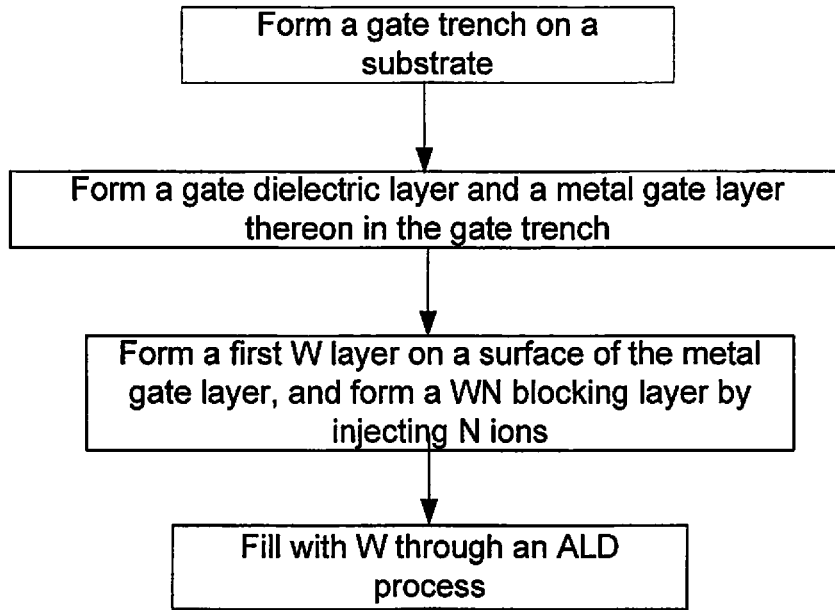 Form a gate trench on a
substrate
Form a gate dielectric layer and a metal gate layer
thereon in the gate trench
Form a first W layer on a surface of the metal
gate layer, and form a WN blocking layer by
injecting N ions
Fill with W through an ALD
process